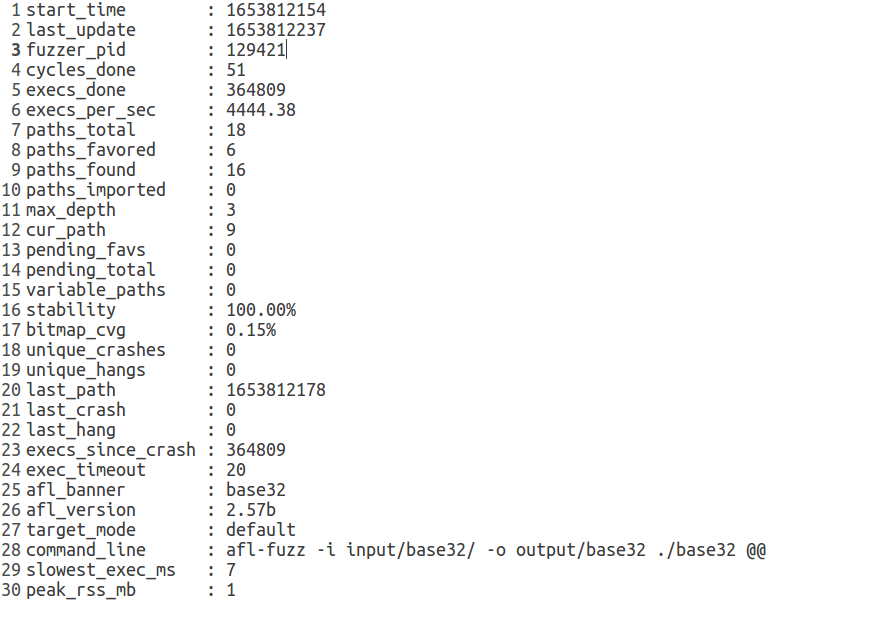 1 start_time : 1653812154
2 last_update : 1653812237
3 fuzzer_pid : 129421
4 cycles_done : 51
5 execs_done : 364809
6 execs_per_sec : 4444.38
7 paths_total : 18
8 paths_favored : 6
9 paths_found : 16
10 paths_imported : 0
11 max_depth : 3
12 cur_path : 9
13 pending_favs : 0
14 pending_total : 0
15 variable_paths : 0
16 stability : 100.00%
17 bitmap_cvg : 0.15%
18 unique_crashes : 0
19 unique_hangs : 0
20 last_path : 1653812178
21 last_crash : 0
22 last_hang : 0
23 execs_since_crash : 364809
24 exec_timeout : 20
25 afl_banner : base32
26 afl_version : 2.57b
27 target_mode : default
28 command_line : afl-fuzz -i input/base32/ -o output/base32 ./base32 @@
29 slowest_exec_ms : 7
30 peak_rss_mb : 1